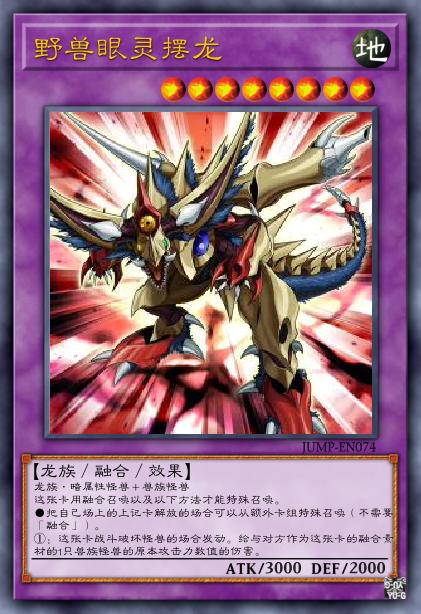 野兽眼灵摆龙
地
JUMP-EN074
【龙族／融合／效果】
龙族・暗属性怪兽＋兽族怪兽
这张卡用融合召唤以及以下方法才能特殊召唤。
●把自己场上的上记卡解放的场合可以从额外卡组特殊召唤（不需要
「融合」）。
①：这张卡战斗破坏怪兽的场合发动。给与对方作为这张卡的融合素
材的1只兽族怪兽的原本攻击力数值的伤害。
ATK/3000 DEF/2000